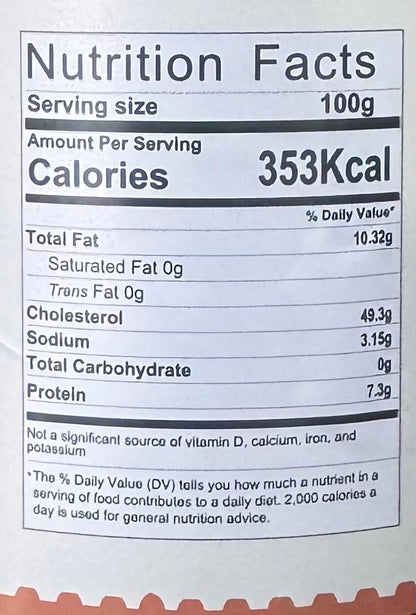 Nutrition Facts
Serving size 100g
Amount Per Serving
Calories 353Kcal
% Daily Value*
Total Fat 10.32g
Saturated Fat 0g
Trans Fat 0g
Cholesterol 49.3g
Sodium 3.15g
Total Carbohydrate 0g
Protein 7.3g
Not a significant source of vitamin D, calcium, iron, and
potassium
*The % Daily Value (DV) tells you how much a nutrient in a
serving of food contributes to a daily diet. 2,000 calories a
day is used for general nutrition advice.